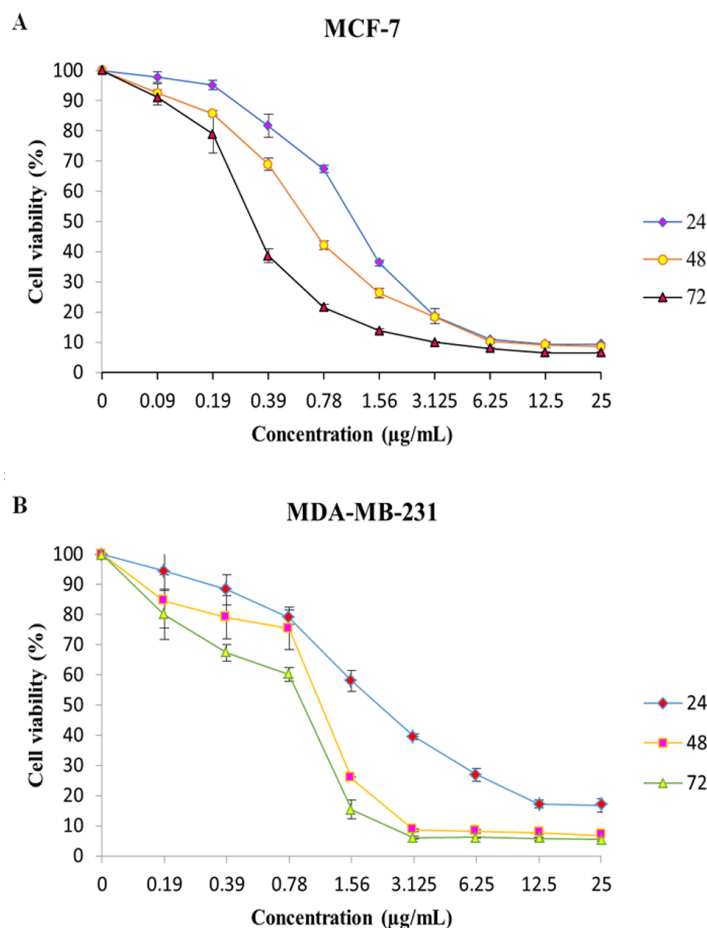 A
MCF-7
Cell viability (%)
100
90
80
70
60
50
40
30
20
10
0
0 0.09 0.19 0.39 0.78 1.56 3.125 6.25 12.5 25
Concentration (µg/mL)
24
48
72
B
MDA-MB-231
Cell viability (%)
100
90
80
70
60
50
40
30
20
10
0
0 0.19 0.39 0.78 1.56 3.125 6.25 12.5 25
Concentration (µg/mL)
24
48
72